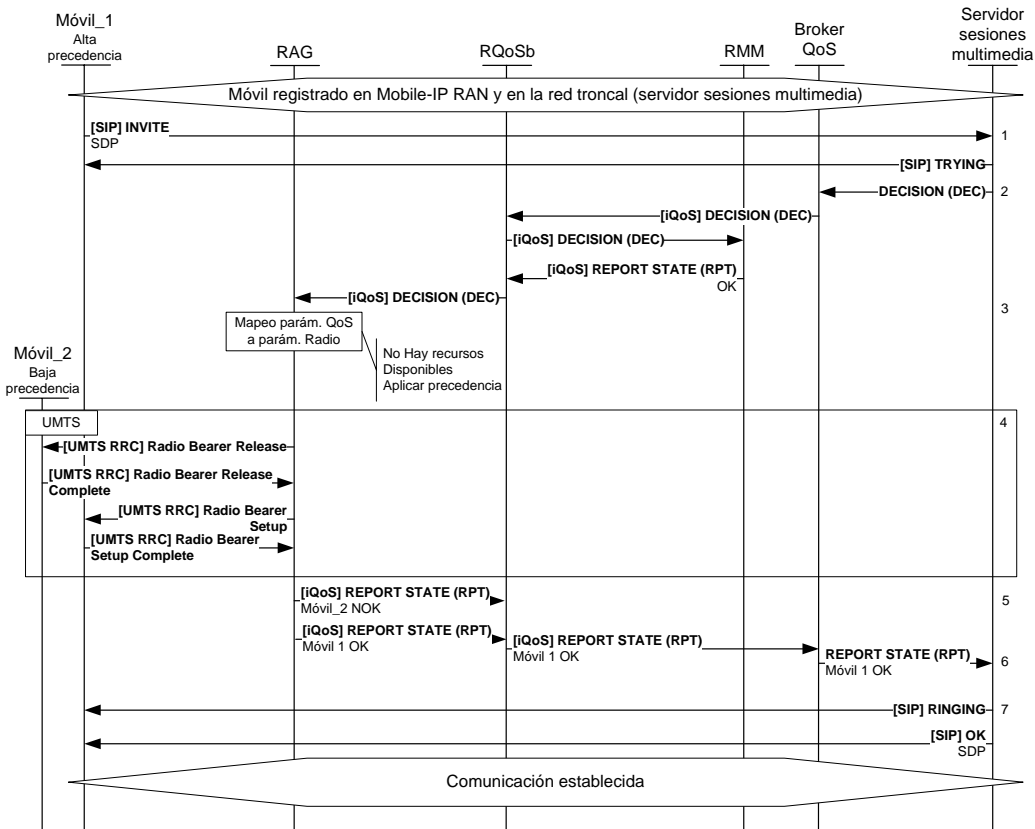 Móvil_1
Alta
precedencia
RAG
RQoSb
RMM
Broker
QoS
Servidor
sesiones
multimedia
Móvil registrado en Mobile-IP RAN y en la red troncal (servidor sesiones multimedia)
[SIP] INVITE
SDP
1
[SIP] TRYING
DECISION (DEC)
2
[iQoS] DECISION (DEC)
[iQoS] DECISION (DEC)
[iQoS] REPORT STATE (RPT)
OK
[iQoS] DECISION (DEC)
3
Mapeo parám. QoS
a parám. Radio
No Hay recursos
Disponibles
Aplicar precedencia
Móvil_2
Baja
precedencia
UMTS
4
[UMTS RRC] Radio Bearer Release
[UMTS RRC] Radio Bearer Release
Complete
[UMTS RRC] Radio Bearer
Setup
[UMTS RRC] Radio Bearer
Setup Complete
[iQoS] REPORT STATE (RPT)
Móvil_2 NOK
5
[iQoS] REPORT STATE (RPT)
Móvil 1 OK
[iQoS] REPORT STATE (RPT)
Móvil 1 OK
REPORT STATE (RPT)
Móvil 1 OK
6
[SIP] RINGING
7
[SIP] OK
SDP
Comunicación establecida